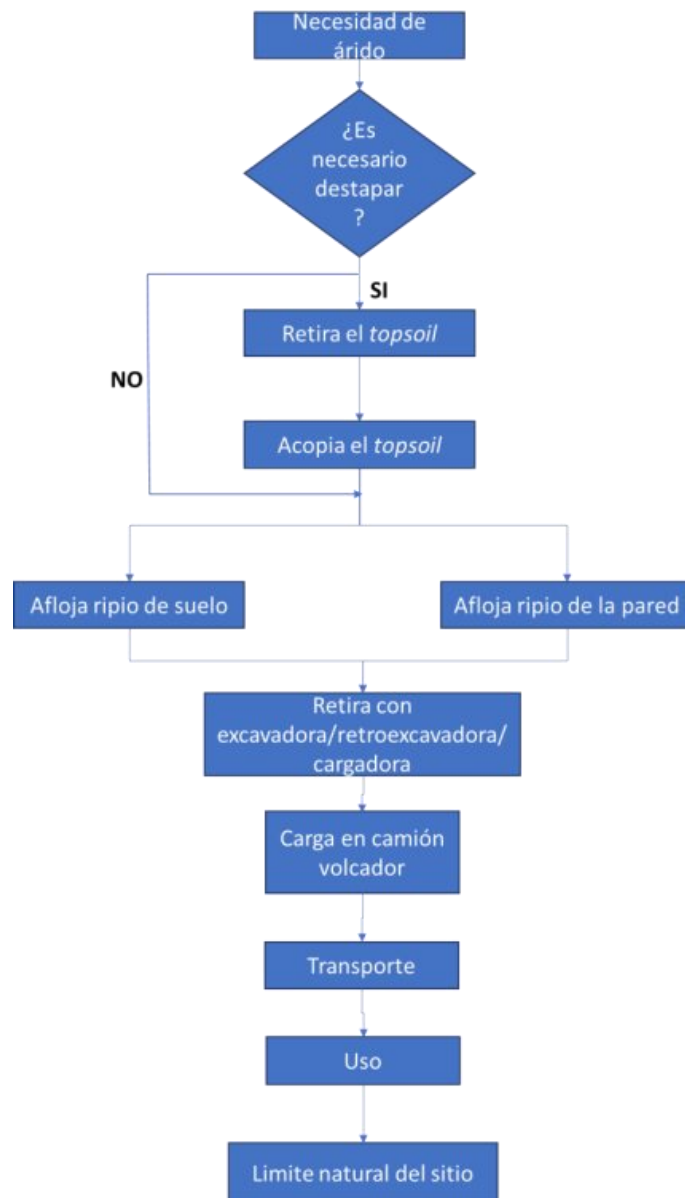 Necesidad de
árido
¿Es
necesario
destapar
?
SI
Retira el topsoil
NO
Acopia el topsoil
Afloja ripio de suelo
Afloja ripio de la pared
Retira con
excavadora/retroexcavadora/
cargadora
Carga en camión
volcador
Transporte
Uso
Limite natural del sitio